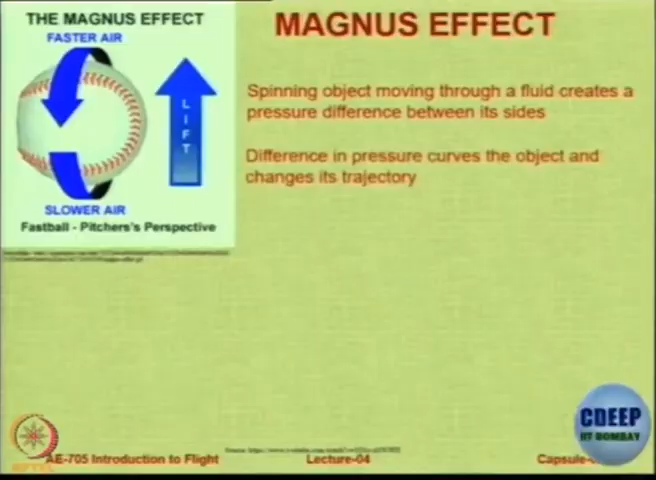 THE MAGNUS EFFECT
FASTER AIR
LIFT
SLOWER AIR
Fastball - Pitchers's Perspective
MAGNUS EFFECT
Spinning object moving through a fluid creates a
pressure difference between its sides
Difference in pressure curves the object and
changes its trajectory
CDEEP
IIT BOMBAY
NPTEL
AE-705 Introduction to Flight
Lecture-04